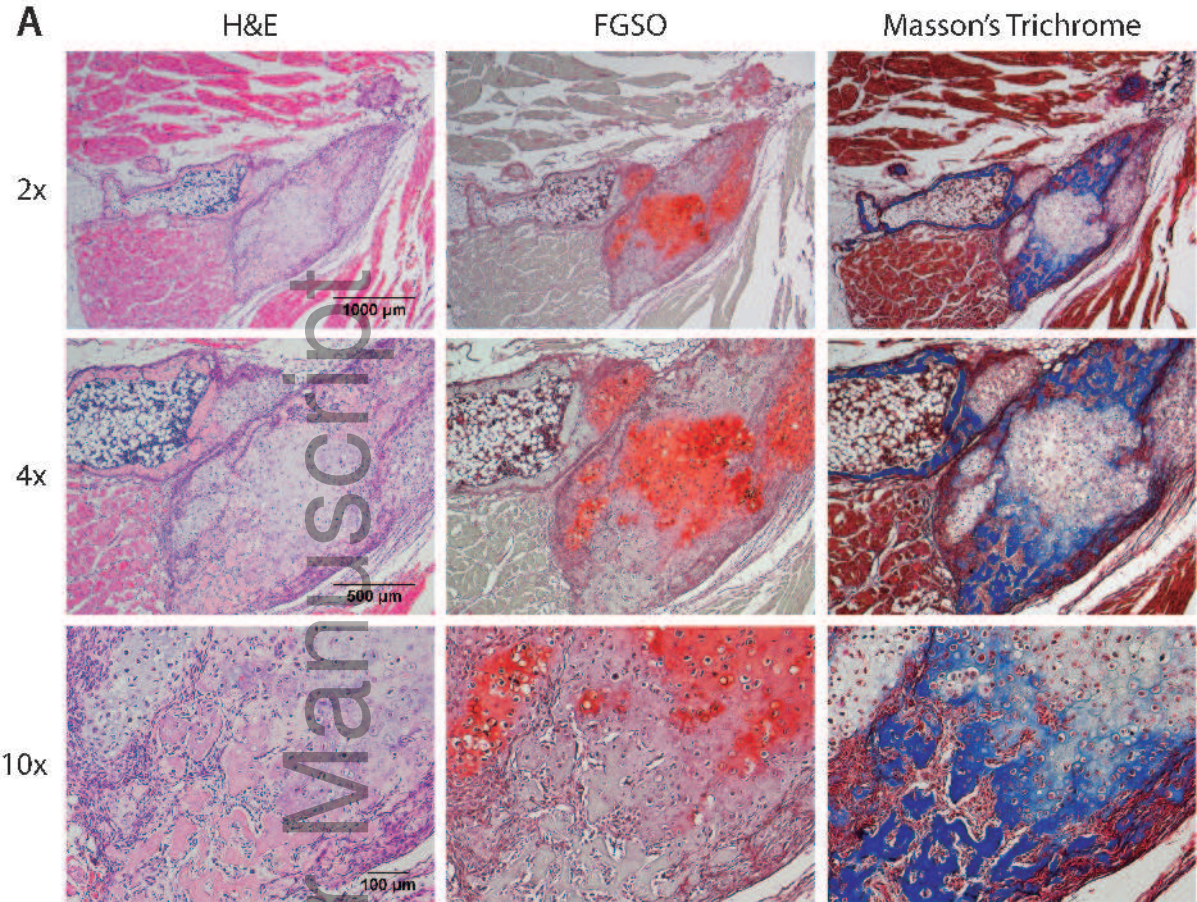 A
H&E
FGSO
Masson's Trichrome
2x
1000 µm
4x
500 µm
10x
100 µm
Manuscript